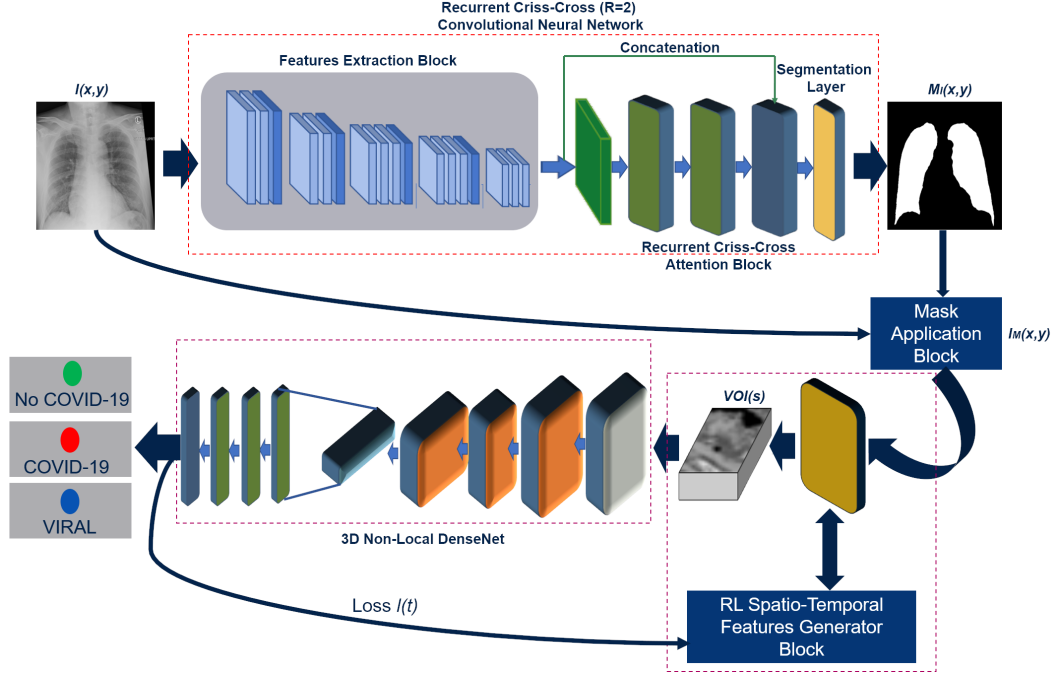 Recurrent Criss-Cross (R=2)
Convolutional Neural Network
Features Extraction Block
Concatenation
Segmentation
Layer
I(x,y)
MI(x,y)
Recurrent Criss-Cross
Attention Block
Mask
Application
Block
IM(x,y)
No COVID-19
COVID-19
VIRAL
VOI(s)
3D Non-Local DenseNet
Loss l(t)
RL Spatio-Temporal
Features Generator
Block